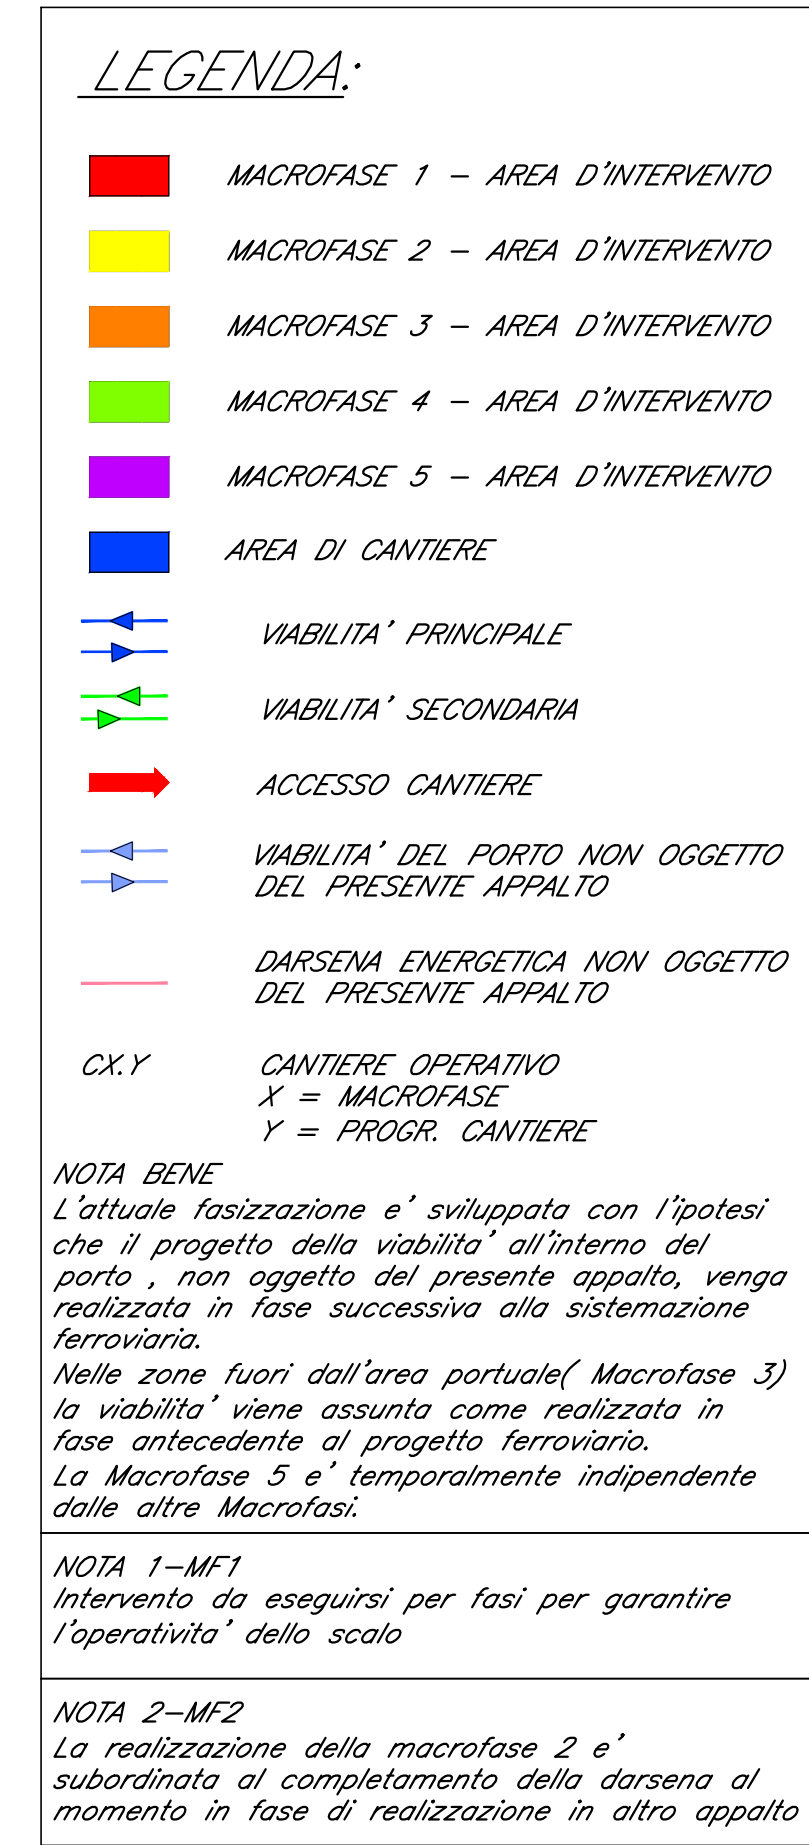 LEGENDA:
MACROFASE 1 - AREA D'INTERVENTO
MACROFASE 2 - AREA D'INTERVENTO
MACROFASE 3 - AREA D'INTERVENTO
MACROFASE 4 - AREA D'INTERVENTO
MACROFASE 5 - AREA D'INTERVENTO
AREA DI CANTIERE
VIABILITA' PRINCIPALE
VIABILITA' SECONDARIA
ACCESSO CANTIERE
VIABILITA' DEL PORTO NON OGGETTO
DEL PRESENTE APPALTO
DARSENA ENERGETICA NON OGGETTO
DEL PRESENTE APPALTO
CX.Y CANTIERE OPERATIVO
X = MACROFASE
Y = PROGR. CANTIERE
NOTA BENE
L'attuale fasizzazione e' sviluppata con l'ipotesi
che il progetto della viabilita' all'interno del
porto , non oggetto del presente appalto, venga
realizzata in fase successiva alla sistemazione
ferroviaria.
Nelle zone fuori dall'area portuale( Macrofase 3)
la viabilita' viene assunta come realizzata in
fase antecedente al progetto ferroviario.
La Macrofase 5 e' temporalmente indipendente
dalle altre Macrofasi.
NOTA 1-MF1
Intervento da eseguirsi per fasi per garantire
l'operativita' dello scalo
NOTA 2-MF2
La realizzazione della macrofase 2 e'
subordinata al completamento della darsena al
momento in fase di realizzazione in altro appalto